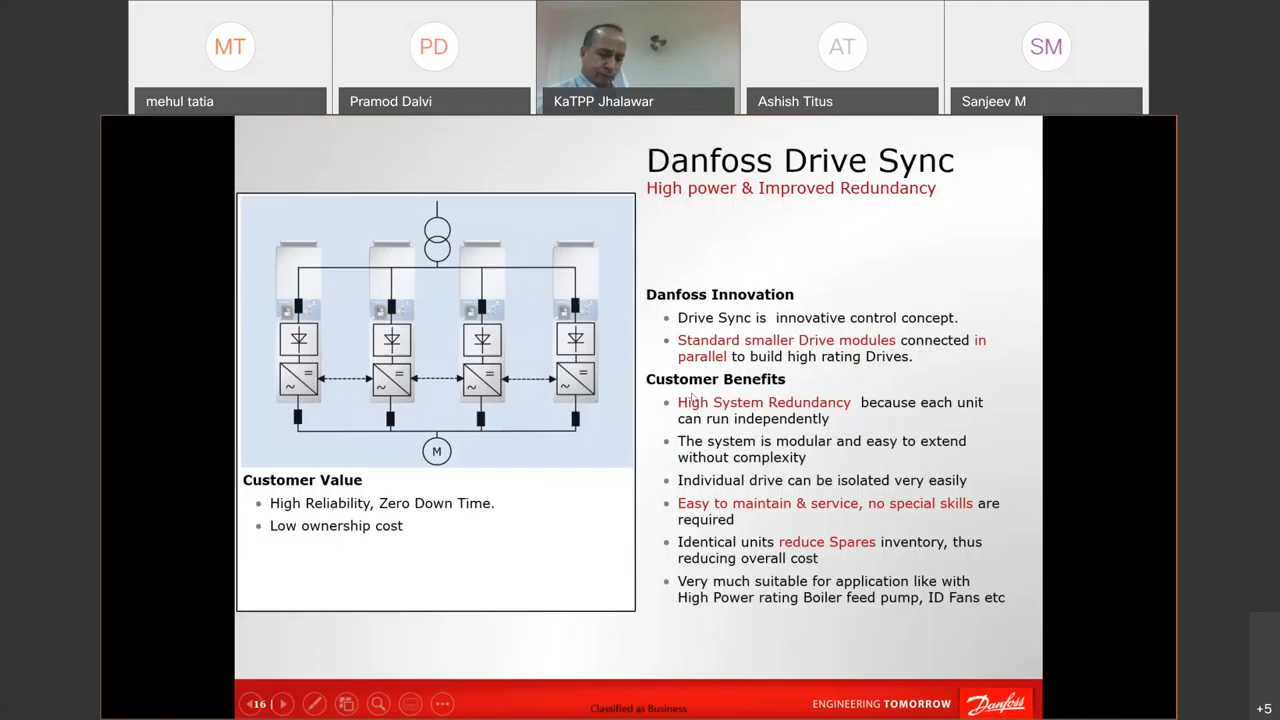 MT
PD
AT
SM
mehul tatia
Pramod Dalvi
KaTPP Jhalawar
Ashish Titus
Sanjeev M
Danfoss Drive Sync
High power & Improved Redundancy
M
Customer Value
High Reliability, Zero Down Time.
Low ownership cost
Danfoss Innovation
Drive Sync is innovative control concept.
Standard smaller Drive modules connected in
parallel to build high rating Drives.
Customer Benefits
High System Redundancy because each unit
can run independently
The system is modular and easy to extend
without complexity
Individual drive can be isolated very easily
Easy to maintain & service, no special skills are
required
Identical units reduce Spares inventory, thus
reducing overall cost
Very much suitable for application like with
High Power rating Boiler feed pump, ID Fans etc
16
Classified as Business
ENGINEERING TOMORROW
Danfoss
+5